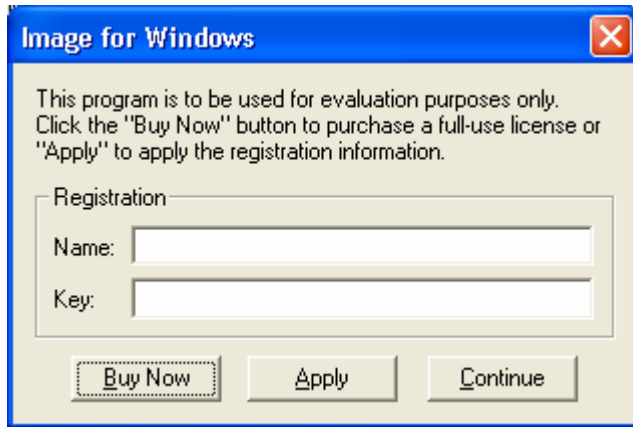 Image for Windows
This program is to be used for evaluation purposes only.
Click the "Buy Now" button to purchase a full-use license or
"Apply" to apply the registration information.
Registration
Name:
Key:
Buy Now Apply Continue